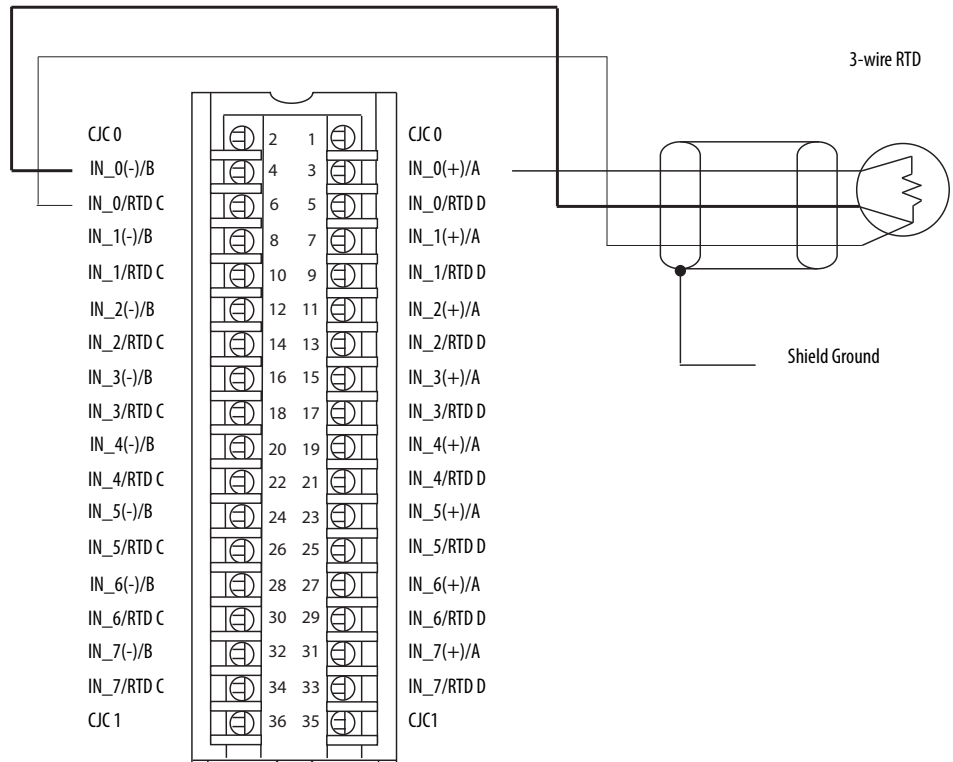 3-wire RTD
CJC 0 2 1 CJC 0
IN_0(-)/B 4 3 IN_0(+)/A
IN_0/RTD C 6 5 IN_0/RTD D
IN_1(-)/B 8 7 IN_1(+)/A
IN_1/RTD C 10 9 IN_1/RTD D
IN_2(-)/B 12 11 IN_2(+)/A
IN_2/RTD C 14 13 IN_2/RTD D
IN_3(-)/B 16 15 IN_3(+)/A
IN_3/RTD C 18 17 IN_3/RTD D
IN_4(-)/B 20 19 IN_4(+)/A
IN_4/RTD C 22 21 IN_4/RTD D
IN_5(-)/B 24 23 IN_5(+)/A
IN_5/RTD C 26 25 IN_5/RTD D
IN_6(-)/B 28 27 IN_6(+)/A
IN_6/RTD C 30 29 IN_6/RTD D
IN_7(-)/B 32 31 IN_7(+)/A
IN_7/RTD C 34 33 IN_7/RTD D
CJC 1 36 35 CJC1
Shield Ground